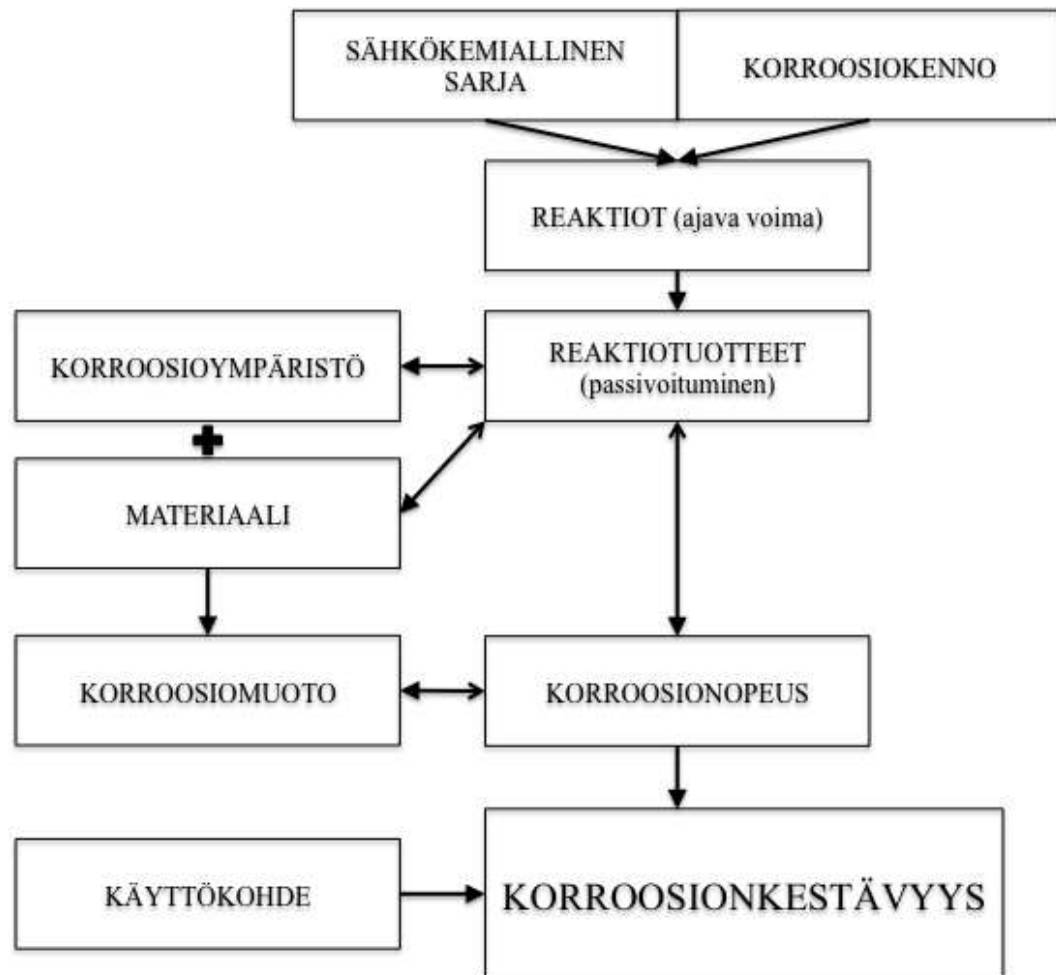 SÄHKÖKEMIALLINEN
SARJA
KORROOSIOKENNO
REAKTIOT (ajava voima)
KORROOSIOYMPÄRISTÖ
REAKTIOTUOTTEET
(passivoituminen)
MATERIAALI
KORROOSIOMUOTO
KORROOSIONOPEUS
KÄYTTÖKOHDE
KORROOSIONKESTÄVYYS